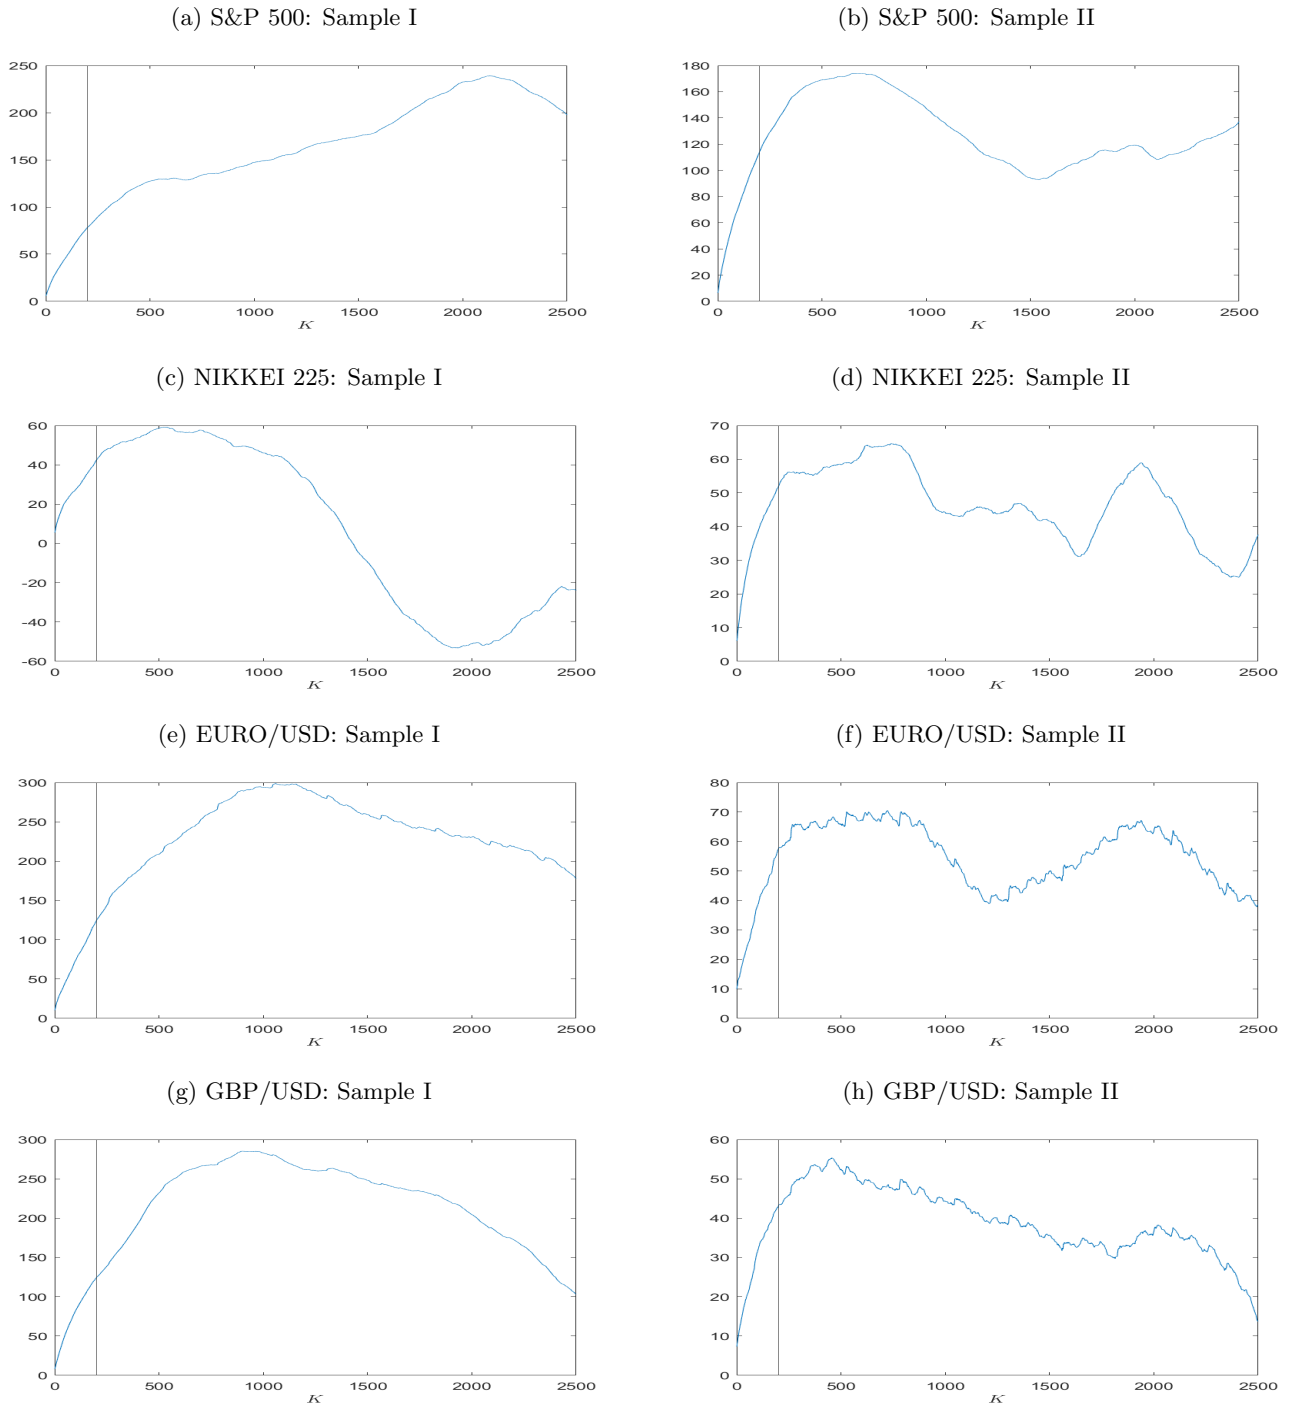 (a) S&P 500: Sample I
(b) S&P 500: Sample II
250
200
150
100
50
0
0 500 1000 1500 2000 2500
K
180
160
140
120
100
80
60
40
20
0
0 500 1000 1500 2000 2500
K
(c) NIKKEI 225: Sample I
(d) NIKKEI 225: Sample II
60
40
20
0
-20
-40
-60
0 500 1000 1500 2000 2500
K
70
60
50
40
30
20
10
0
0 500 1000 1500 2000 2500
K
(e) EURO/USD: Sample I
(f) EURO/USD: Sample II
300
250
200
150
100
50
0
0 500 1000 1500 2000 2500
K
80
70
60
50
40
30
20
10
0
0 500 1000 1500 2000 2500
K
(g) GBP/USD: Sample I
(h) GBP/USD: Sample II
300
250
200
150
100
50
0
0 500 1000 1500 2000 2500
K
60
50
40
30
20
10
0
0 500 1000 1500 2000 2500
K